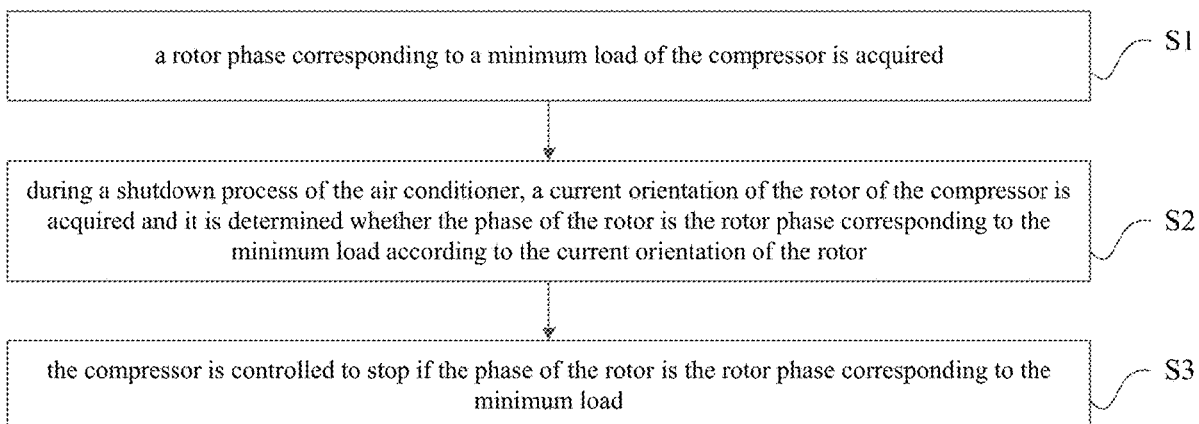 a rotor phase corresponding to a minimum load of the compressor is acquired
S1
during a shutdown process of the air conditioner, a current orientation of the rotor of the compressor is
acquired and it is determined whether the phase of the rotor is the rotor phase corresponding to the
minimum load according to the current orientation of the rotor
S2
the compressor is controlled to stop if the phase of the rotor is the rotor phase corresponding to the
minimum load
S3